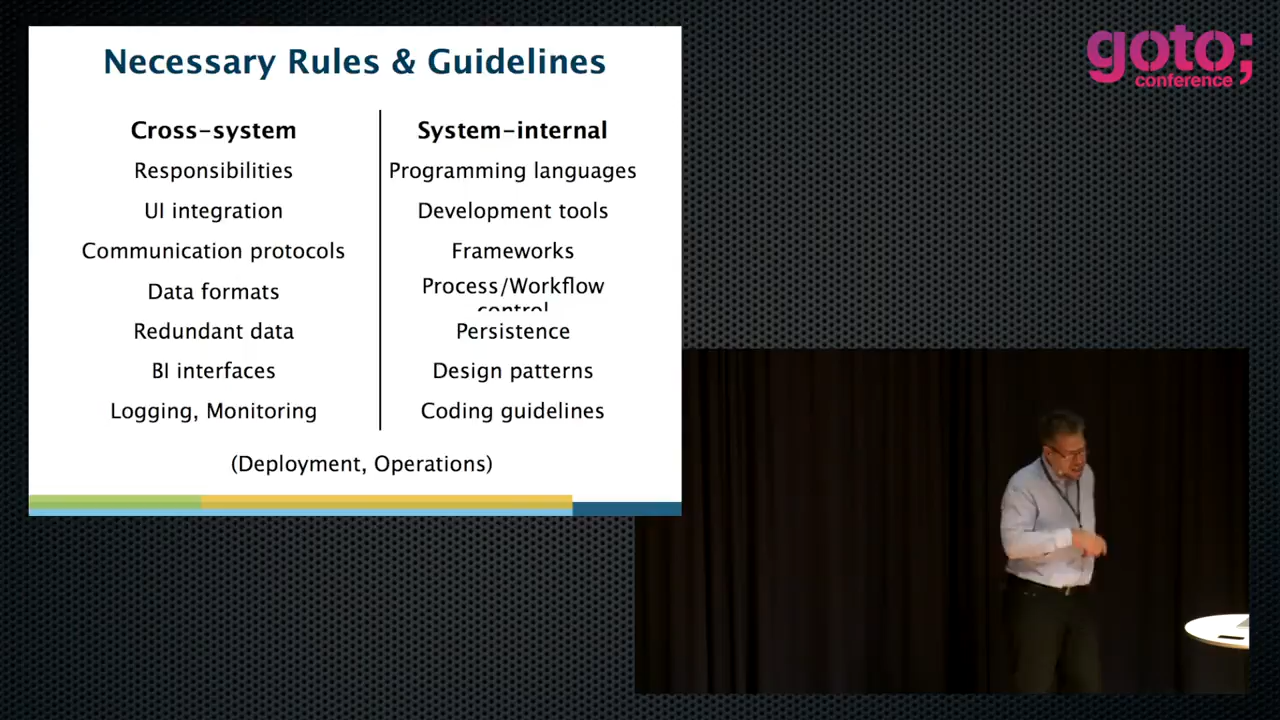 Necessary Rules & Guidelines
Cross-system
Responsibilities
UI integration
Communication protocols
Data formats
Redundant data
BI interfaces
Logging, Monitoring
System-internal
Programming languages
Development tools
Frameworks
Process/Workflow
control
Persistence
Design patterns
Coding guidelines
(Deployment, Operations)
goto;
conference